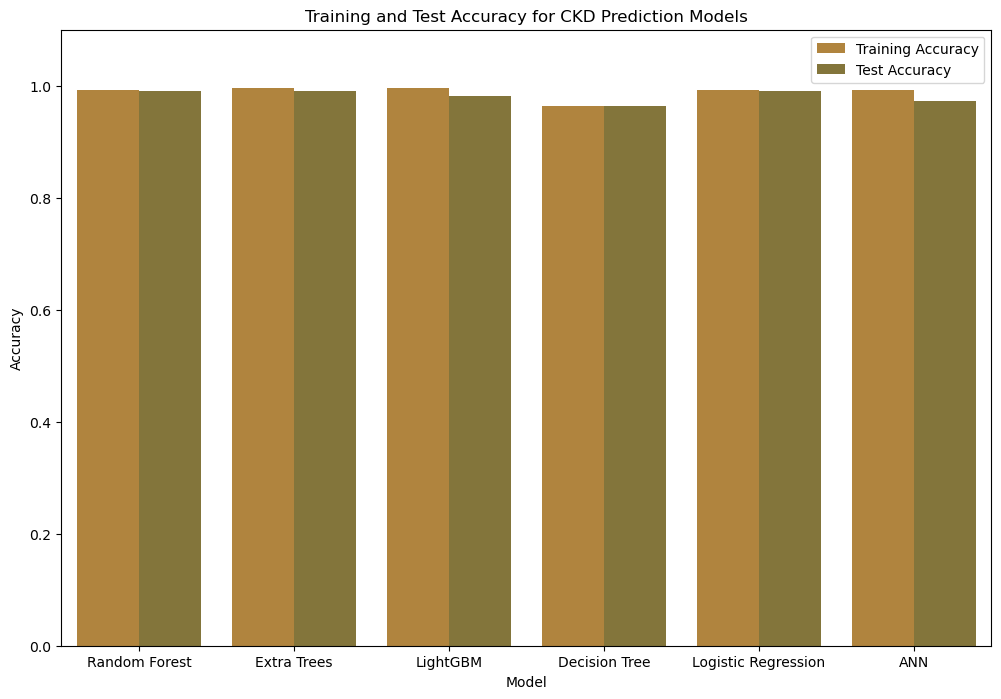 Training and Test Accuracy for CKD Prediction Models
Training Accuracy
Test Accuracy
1.0
0.8
0.6
0.4
0.2
0.0
Accuracy
Random Forest
Extra Trees
LightGBM
Decision Tree
Logistic Regression
ANN
Model